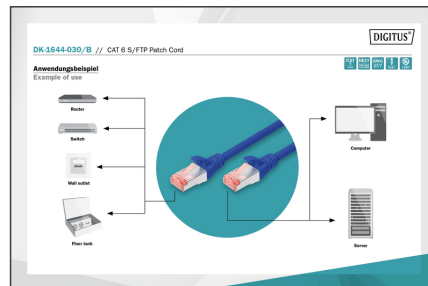 DIGITUS®
DK-1644-030/B // CAT 6 S/FTP Patch Cord
Anwendungsbeispiel
Example of use
Router
Switch
Wall outlet
Floor tank
Computer
Server